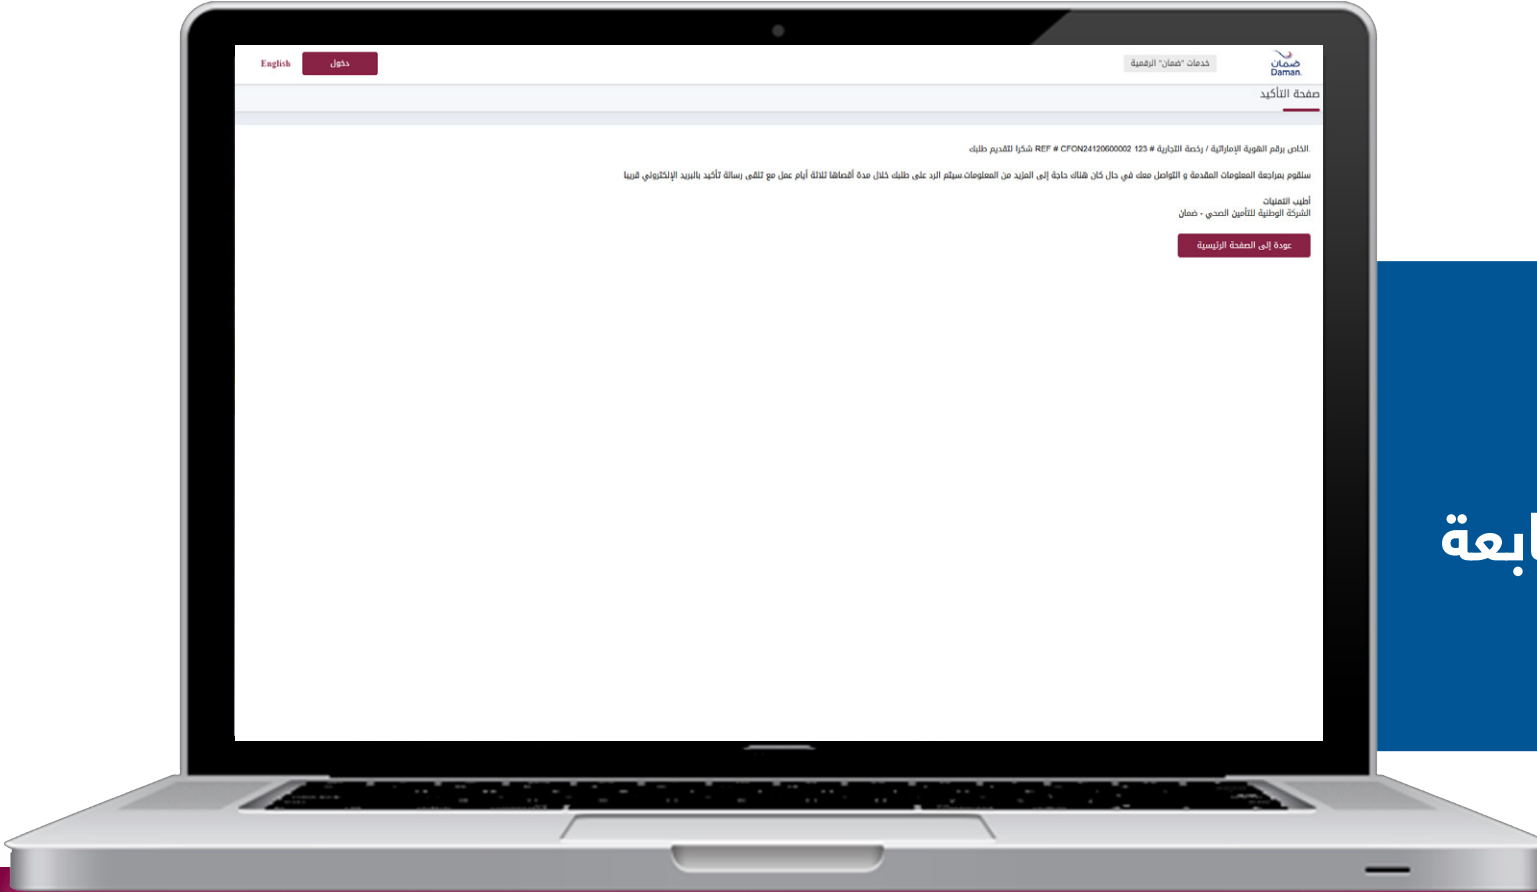 ضمان
Daman.
خدمات "ضمان" الرقمية
دخول
English
صفحة التأكيد
.الخاص برقم الهوية الإماراتية / رخصة التجارية # 123 REF # CFON24120600002 شكرا لتقديم طلبك
سنقوم بمراجعة المعلومات المقدمة و التواصل معك في حال كان هناك حاجة إلى المزيد من المعلومات.سيتم الرد على طلبك خلال مدة أقصاها ثلاثة أيام عمل مع تلقى رسالة تأكيد بالبريد الإلكتروني قريبا
أطيب التمنيات
الشركة الوطنية للتأمين الصحي - ضمان
عودة إلى الصفحة الرئيسية